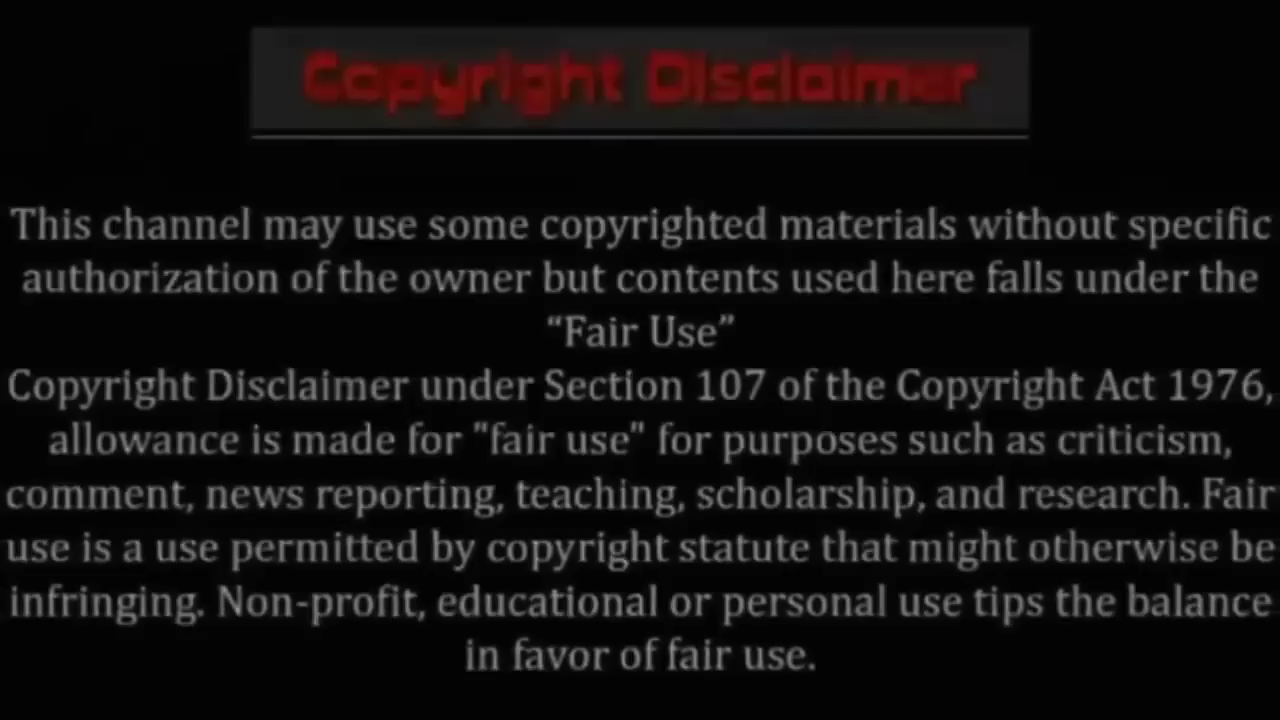 Copyright Disclaimer
This channel may use some copyrighted materials without specific
authorization of the owner but contents used here falls under the
“Fair Use”
Copyright Disclaimer under Section 107 of the Copyright Act 1976,
allowance is made for "fair use" for purposes such as criticism,
comment, news reporting, teaching, scholarship, and research. Fair
use is a use permitted by copyright statute that might otherwise be
infringing. Non-profit, educational or personal use tips the balance
in favor of fair use.